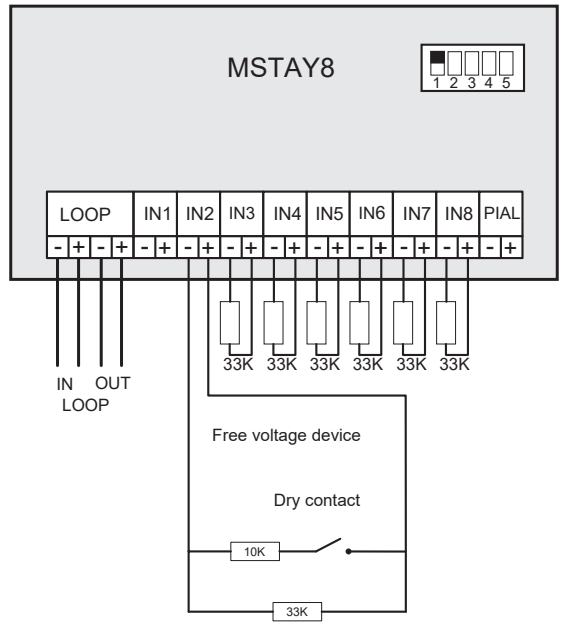 MSTAY8
1 2 3 4 5
LOOP IN1 IN2 IN3 IN4 IN5 IN6 IN7 IN8 PIAL
- + - + - + - + - + - + - + - + - + - + - +
33K 33K 33K 33K 33K 33K
IN OUT
LOOP
Free voltage device
Dry contact
10K
33K